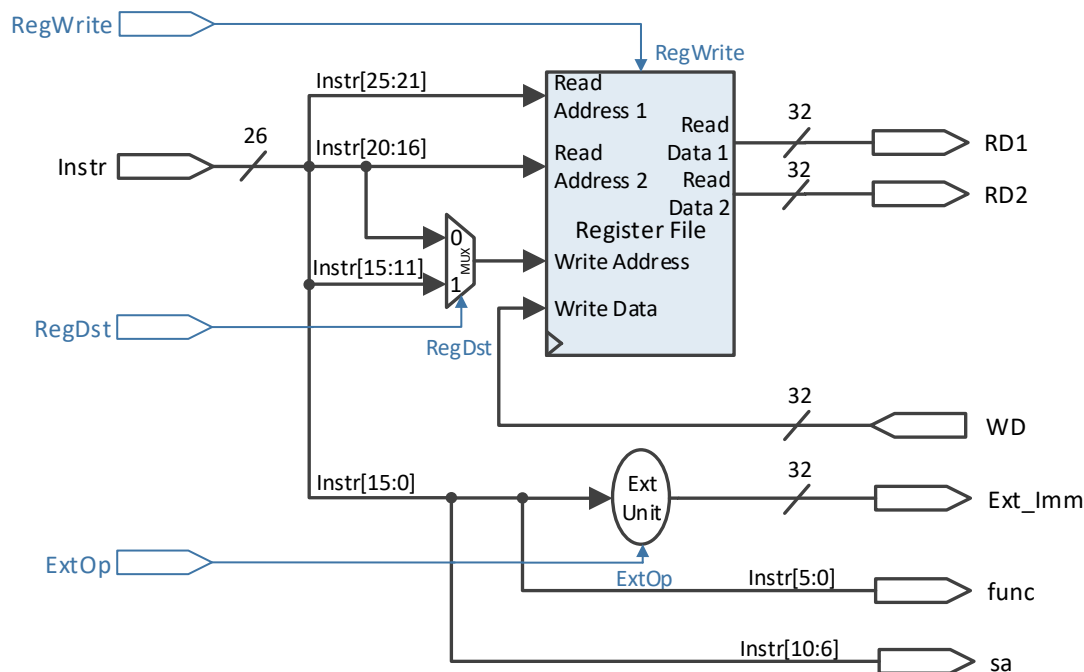 RegWrite
RegWrite
Instr[25:21]
Read
Address 1
32
Read
Data 1
RD1
26
Instr
Instr[20:16]
Read
Address 2
32
Read
Data 2
RD2
Register File
0
MUX
1
Instr[15:11]
Write Address
Write Data
RegDst
RegDst
32
WD
Instr[15:0]
Ext
Unit
32
Ext_Imm
ExtOp
ExtOp
Instr[5:0]
func
Instr[10:6]
sa